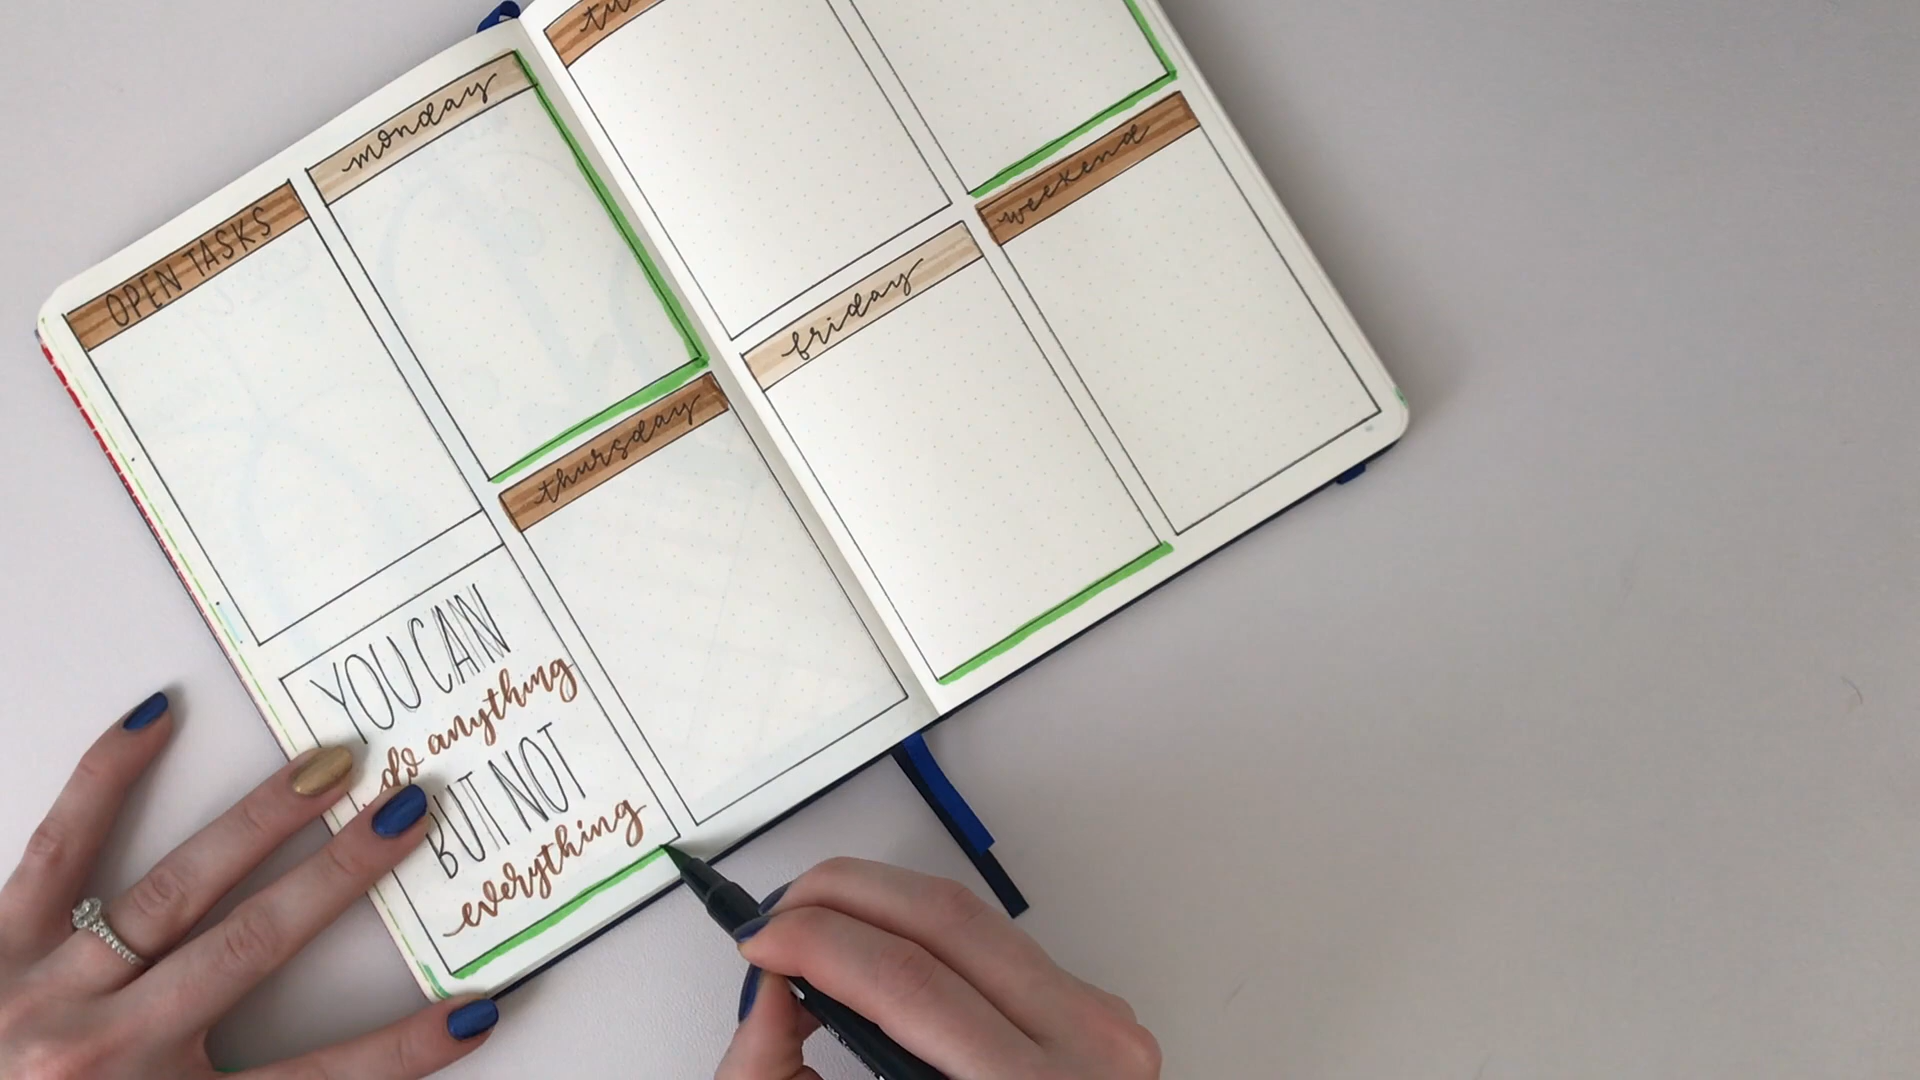 OPEN TASKS
monday
thursday
YOU CAN
do anything
BUT NOT
everything
friday
weekend